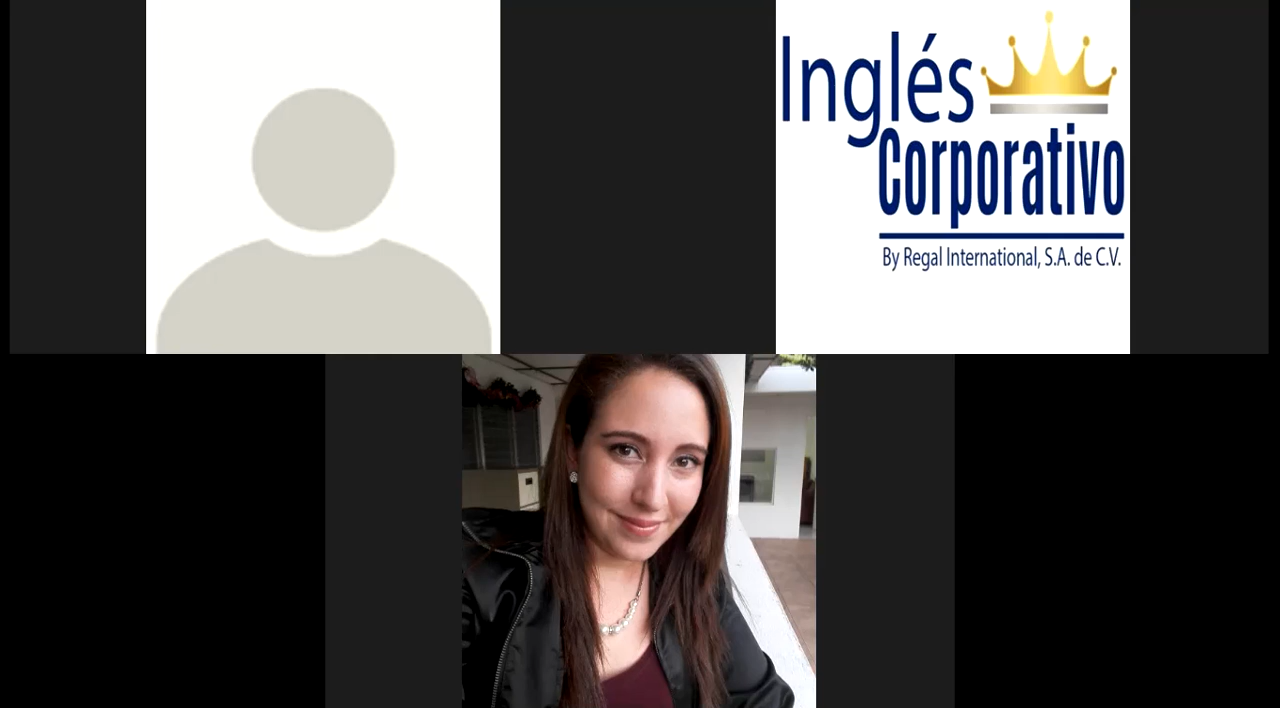 Inglés
Corporativo
By Regal International, S.A. de C.V.